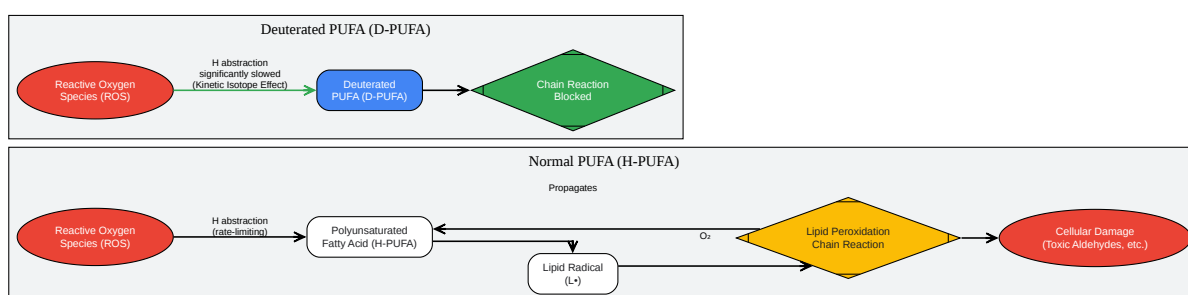 Deuterated PUFA (D-PUFA)
H abstraction
significantly slowed
(Kinetic Isotope Effect)
Reactive Oxygen
Species (ROS)
Deuterated
PUFA (D-PUFA)
Chain Reaction
Blocked
Normal PUFA (H-PUFA)
Propagates
Reactive Oxygen
Species (ROS)
H abstraction
(rate-limiting)
Polyunsaturated
Fatty Acid (H-PUFA)
O₂
Lipid Radical
(L•)
Lipid Peroxidation
Chain Reaction
Cellular Damage
(Toxic Aldehydes, etc.)